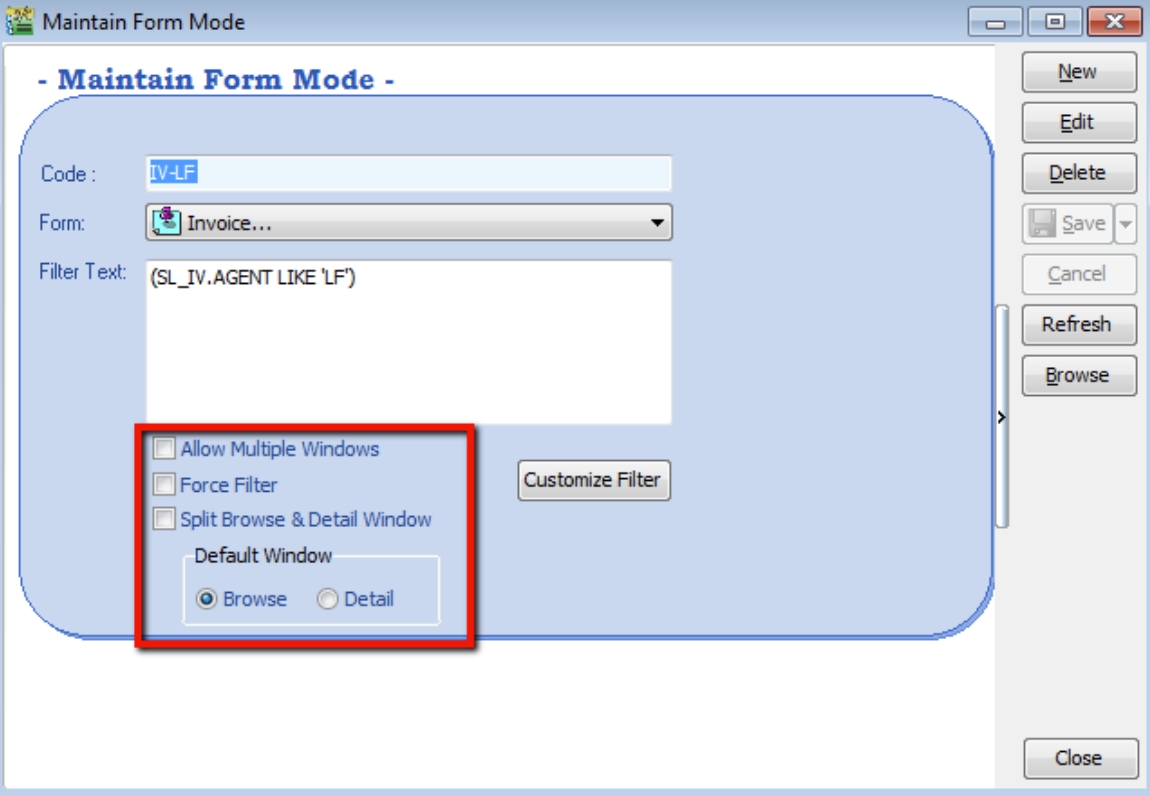 Maintain Form Mode
- Maintain Form Mode -
Code :
IV-LF
Form:
Invoice...
Filter Text:
(SL_IV.AGENT LIKE 'LF')
Allow Multiple Windows
Force Filter
Split Browse & Detail Window
Default Window
Browse
Detail
Customize Filter
New
Edit
Delete
Save
Cancel
Refresh
Browse
Close